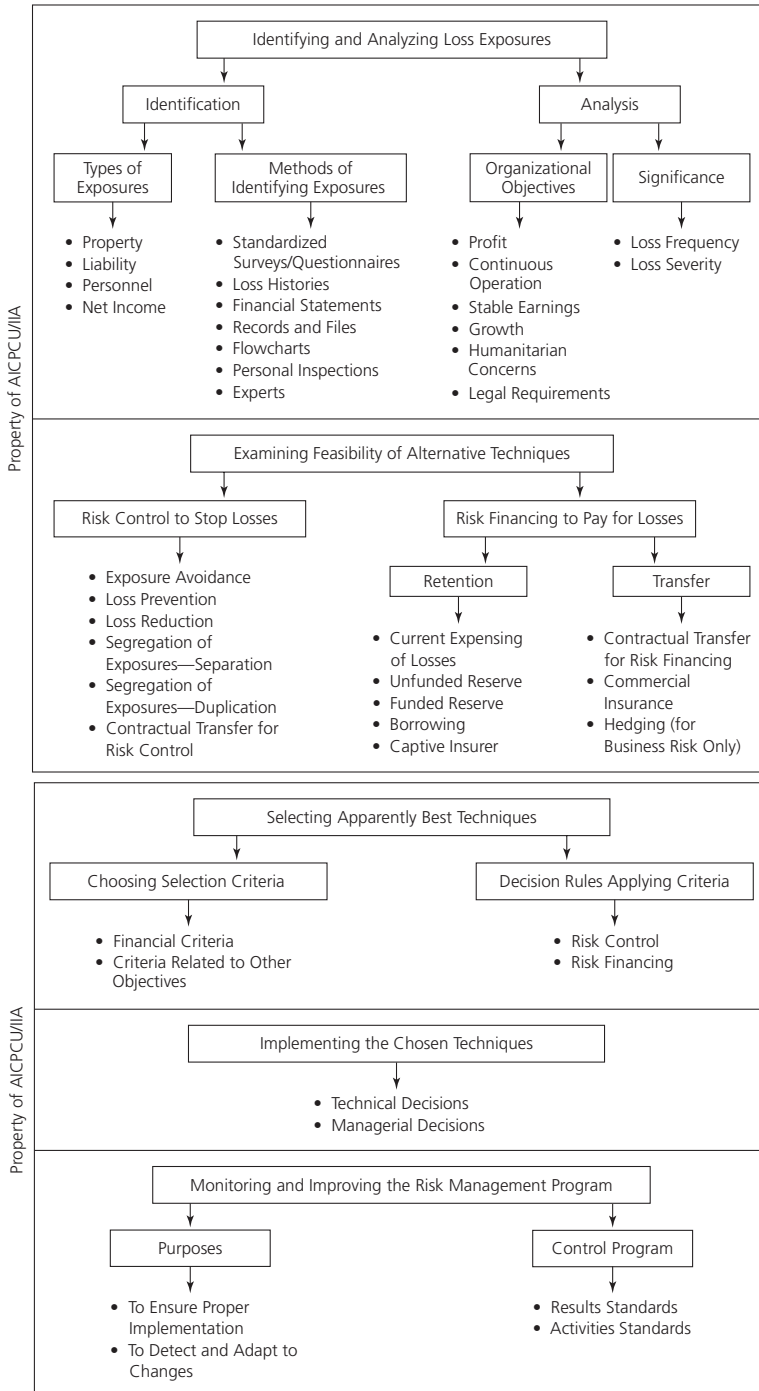 Property of AICPCU/IIA
Identifying and Analyzing Loss Exposures
Identification
Analysis
Types of
Exposures
Methods of
Identifying Exposures
Organizational
Objectives
Significance
• Property
• Liability
• Personnel
• Net Income
• Standardized
Surveys/Questionnaires
• Loss Histories
• Financial Statements
• Records and Files
• Flowcharts
• Personal Inspections
• Experts
• Profit
• Continuous
Operation
• Stable Earnings
• Growth
• Humanitarian
Concerns
• Legal Requirements
• Loss Frequency
• Loss Severity
Examining Feasibility of Alternative Techniques
Risk Control to Stop Losses
• Exposure Avoidance
• Loss Prevention
• Loss Reduction
• Segregation of
Exposures—Separation
• Segregation of
Exposures—Duplication
• Contractual Transfer for
Risk Control
Risk Financing to Pay for Losses
Retention
• Current Expensing
of Losses
• Unfunded Reserve
• Funded Reserve
• Borrowing
• Captive Insurer
Transfer
• Contractual Transfer
for Risk Financing
• Commercial
Insurance
• Hedging (for
Business Risk Only)
Property of AICPCU/IIA
Selecting Apparently Best Techniques
Choosing Selection Criteria
• Financial Criteria
• Criteria Related to Other
Objectives
Decision Rules Applying Criteria
• Risk Control
• Risk Financing
Implementing the Chosen Techniques
• Technical Decisions
• Managerial Decisions
Monitoring and Improving the Risk Management Program
Purposes
• To Ensure Proper
Implementation
• To Detect and Adapt to
Changes
Control Program
• Results Standards
• Activities Standards